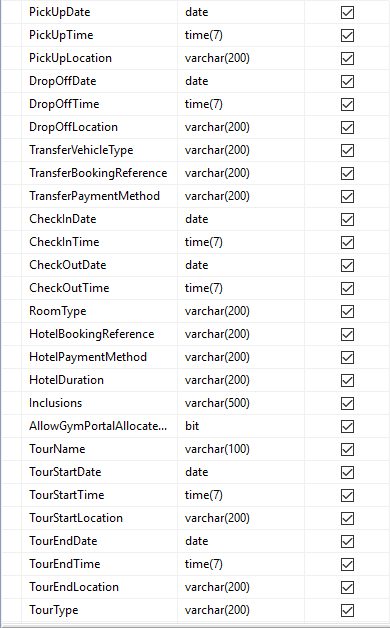 PickUpDate date
PickUpTime time(7)
PickUpLocation varchar(200)
DropOffDate date
DropOffTime time(7)
DropOffLocation varchar(200)
TransferVehicleType varchar(200)
TransferBookingReference varchar(200)
TransferPaymentMethod varchar(200)
CheckInDate date
CheckInTime time(7)
CheckOutDate date
CheckOutTime time(7)
RoomType varchar(200)
HotelBookingReference varchar(200)
HotelPaymentMethod varchar(200)
HotelDuration varchar(200)
Inclusions varchar(500)
AllowGymPortalAllocate... bit
TourName varchar(100)
TourStartDate date
TourStartTime time(7)
TourStartLocation varchar(200)
TourEndDate date
TourEndTime time(7)
TourEndLocation varchar(200)
TourType varchar(200)